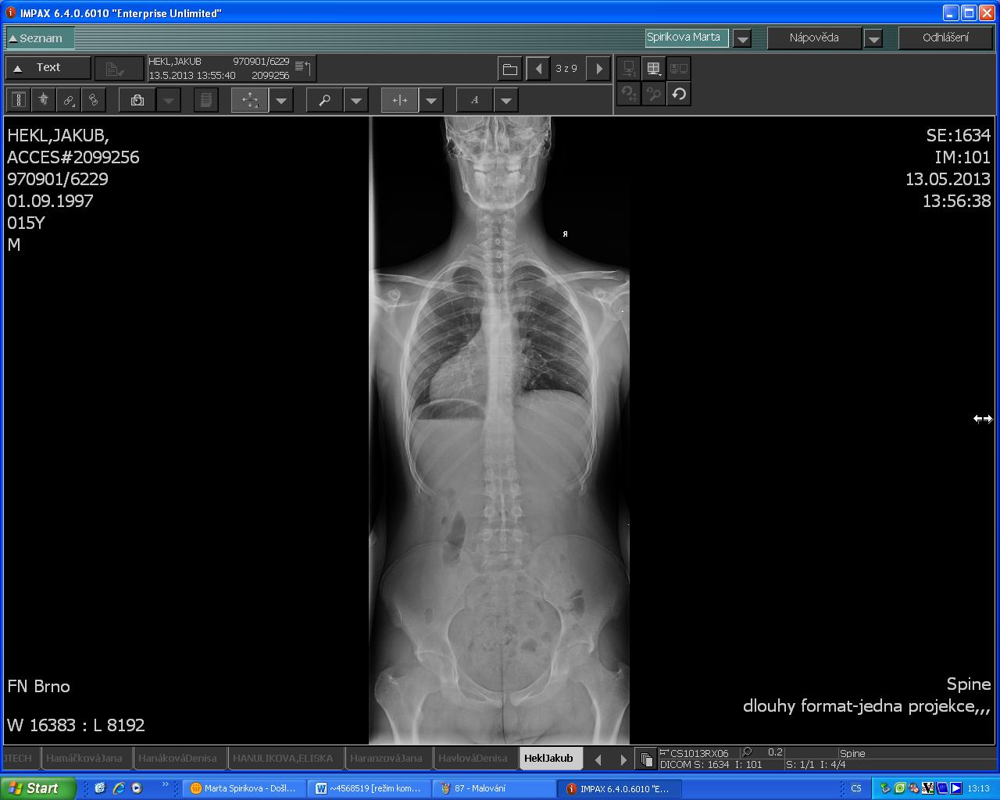 IMPAX 6.4.0.6010 "Enterprise Unlimited"
Seznam
Spirikova Marta
Nápověda
Odhlášení
Text
HEKL,JAKUB 970901/6229
13.5.2013 13:55:40 2099256
3 z 9
A
HEKL,JAKUB,
ACCES#2099256
970901/6229
01.09.1997
015Y
M
SE:1634
IM:101
13.05.2013
13:56:38
FN Brno
W 16383 : L 8192
Spine
dlouhy format-jedna projekce,,,
JTECH
HamáčkováJana
HanákováDenisa
HANULIKOVA,ELISKA
HaranzováJana
HavlováDenisa
HeklJakub
CS1013RX06 0.2 Spine
DICOM S: 1634 I: 101 S: 1/1 I: 4/4
Start
Marta Spirikova - Došl...
~4568519 [režim kom...
87 - Malování
IMPAX 6.4.0.6010 "E...
CS
13:13